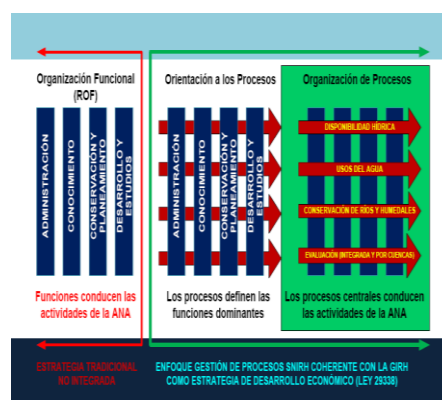 Organización Funcional
(ROF)
ADMINISTRACIÓN
CONOCIMIENTO
CONSERVACIÓN Y
PLANEAMIENTO
DESARROLLO Y
ESTUDIOS
Funciones conducen las
actividades de la ANA
Orientación a los Procesos
ADMINISTRACIÓN
CONOCIMIENTO
CONSERVACIÓN Y
PLANEAMIENTO
DESARROLLO Y
ESTUDIOS
Los procesos definen las
funciones dominantes
Organización de Procesos
DISPONIBILIDAD HÍDRICA
USOS DEL AGUA
CONSERVACIÓN DE RÍOS Y HUMEDALES
EVALUACIÓN (INTEGRADA Y POR CUENCAS)
Los procesos centrales conducen
las actividades de la ANA
ESTRATEGIA TRADICIONAL
NO INTEGRADA
ENFOQUE GESTIÓN DE PROCESOS SNIRH COHERENTE CON LA GIRH
COMO ESTRATEGIA DE DESARROLLO ECONÓMICO (LEY 29338)